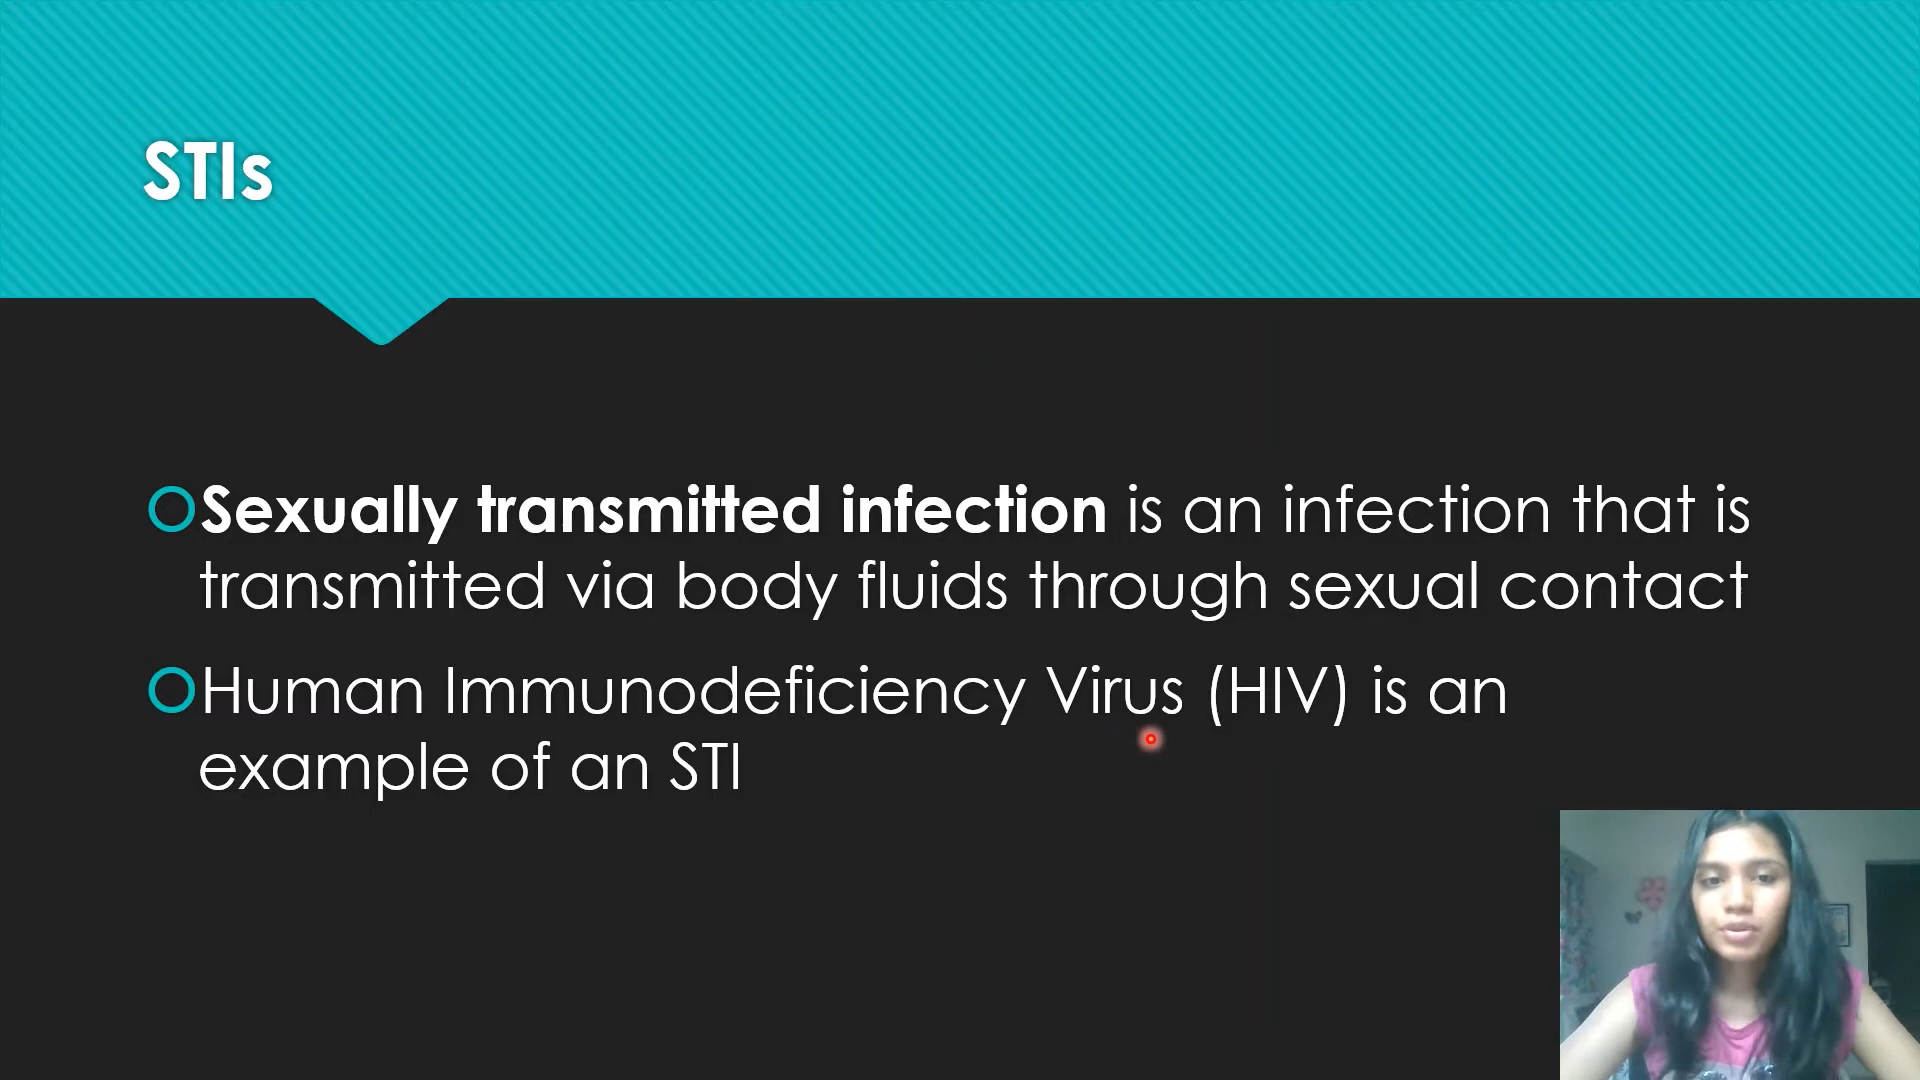 STIs
Sexually transmitted infection is an infection that is
transmitted via body fluids through sexual contact
Human Immunodeficiency Virus (HIV) is an
example of an STI